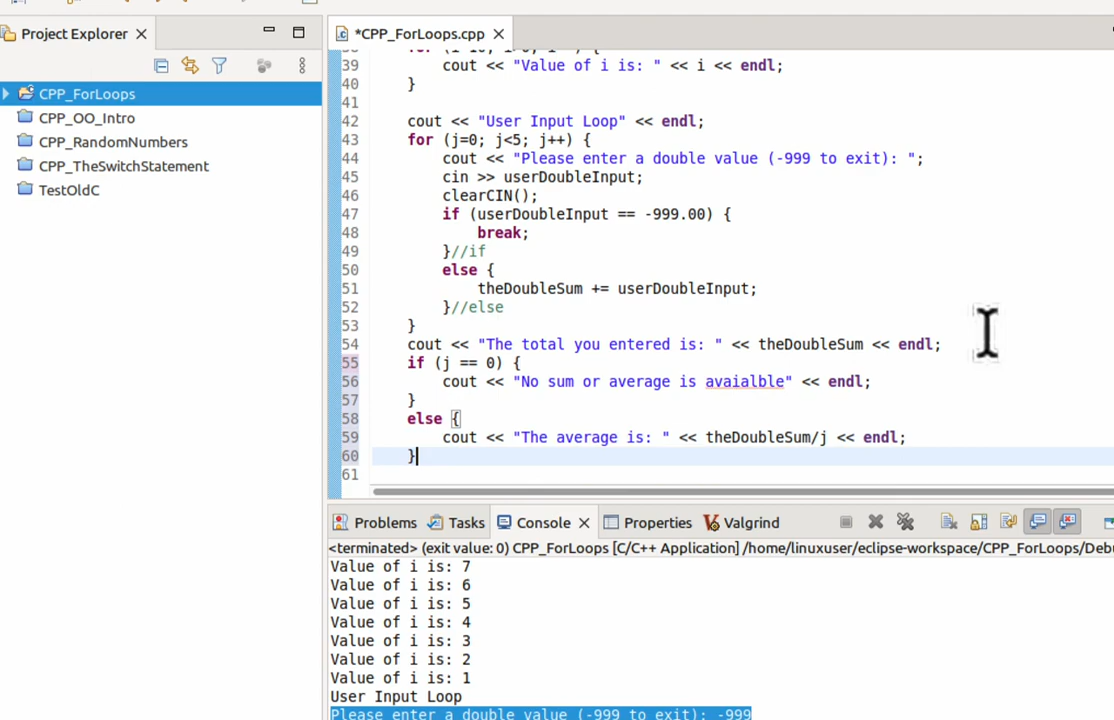 Project Explorer
*CPP_ForLoops.cpp
CPP_ForLoops
CPP_OO_Intro
CPP_RandomNumbers
CPP_TheSwitchStatement
TestOldC
39 cout << "Value of i is: " << i << endl;
40 }
41
42 cout << "User Input Loop" << endl;
43 for (j=0; j<5; j++) {
44 cout << "Please enter a double value (-999 to exit): ";
45 cin >> userDoubleInput;
46 clearCIN();
47 if (userDoubleInput == -999.00) {
48 break;
49 }//if
50 else {
51 theDoubleSum += userDoubleInput;
52 }//else
53 }
54 cout << "The total you entered is: " << theDoubleSum << endl;
55 if (j == 0) {
56 cout << "No sum or average is avaialble" << endl;
57 }
58 else {
59 cout << "The average is: " << theDoubleSum/j << endl;
60 }
61
Problems Tasks Console Properties Valgrind
<terminated> (exit value: 0) CPP_ForLoops [C/C++ Application] /home/linuxuser/eclipse-workspace/CPP_ForLoops/Debu
Value of i is: 7
Value of i is: 6
Value of i is: 5
Value of i is: 4
Value of i is: 3
Value of i is: 2
Value of i is: 1
User Input Loop
Please enter a double value (-999 to exit): -999